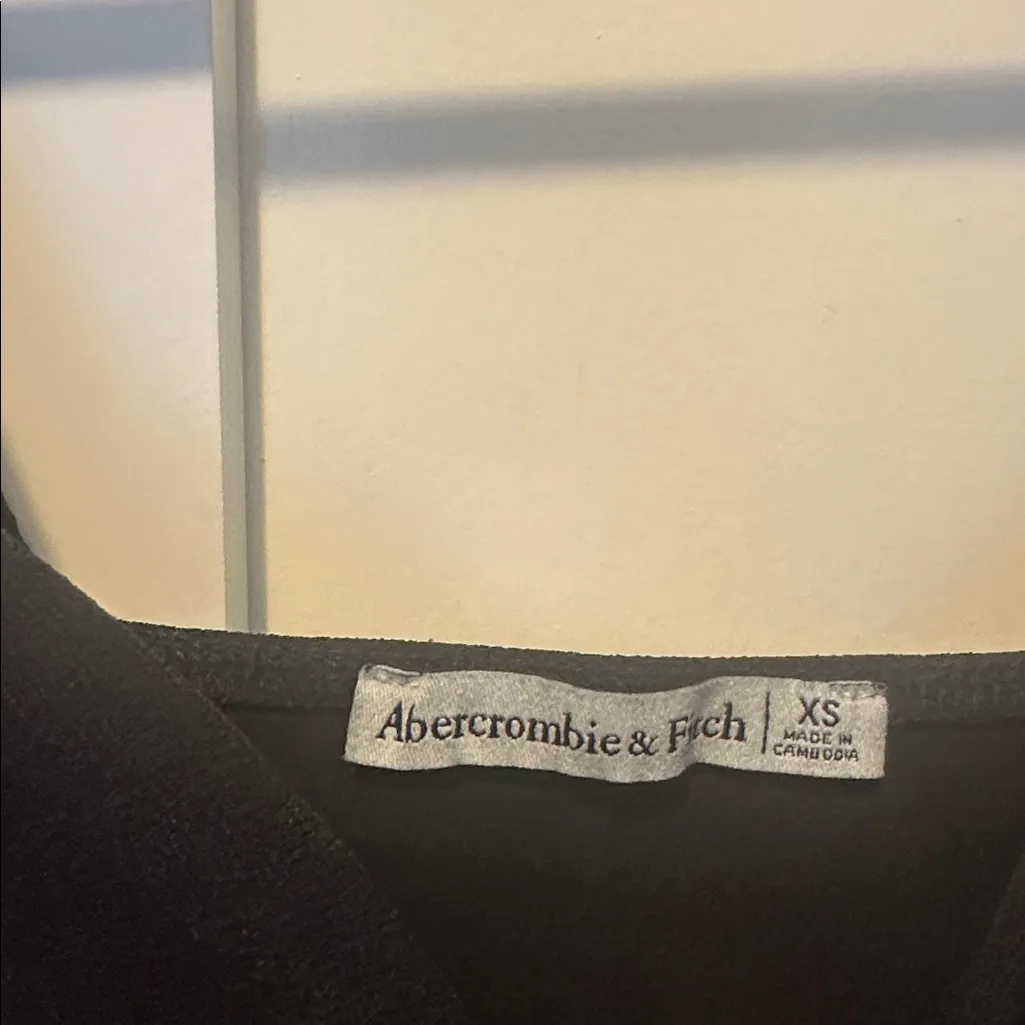 Abercrombie & Fitch
XS
MADE IN
CAMBODIA